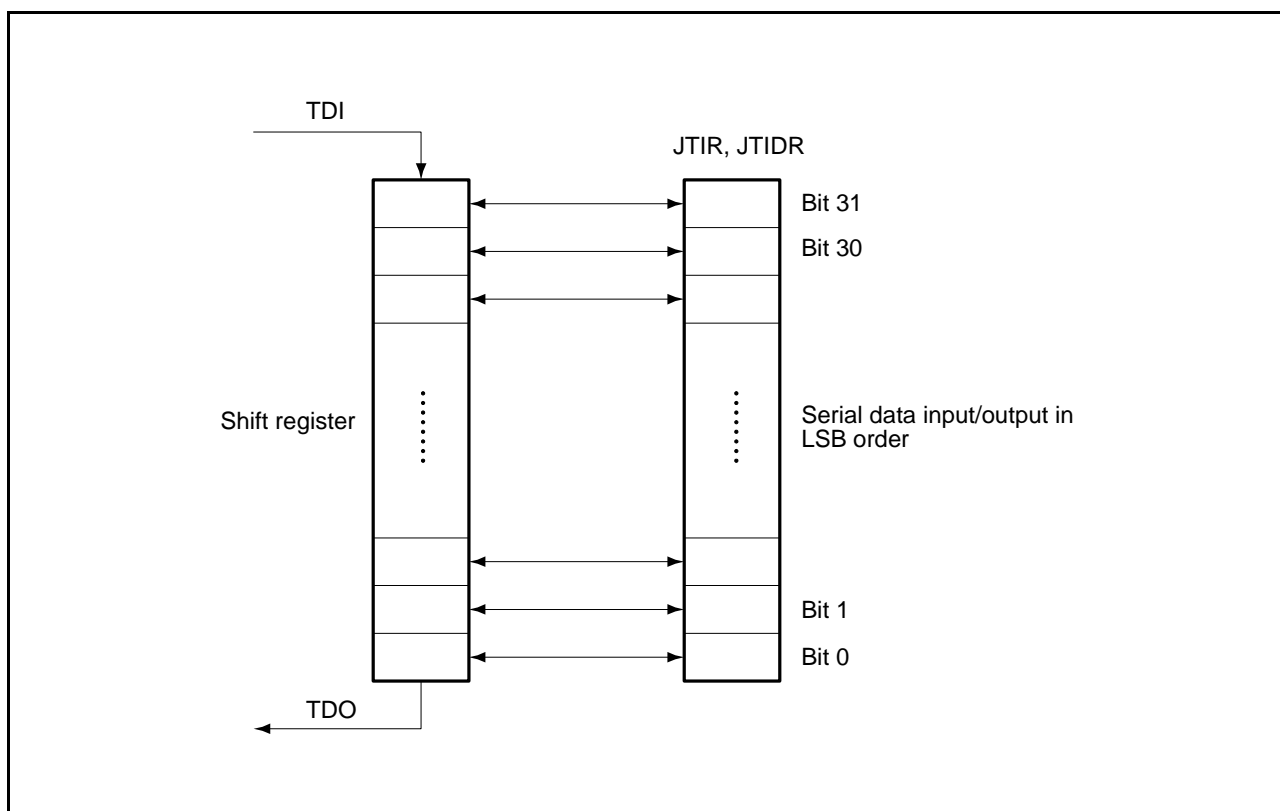 TDI
JTIR, JTIDR
Bit 31
Bit 30
Shift register
Serial data input/output in
LSB order
Bit 1
Bit 0
TDO